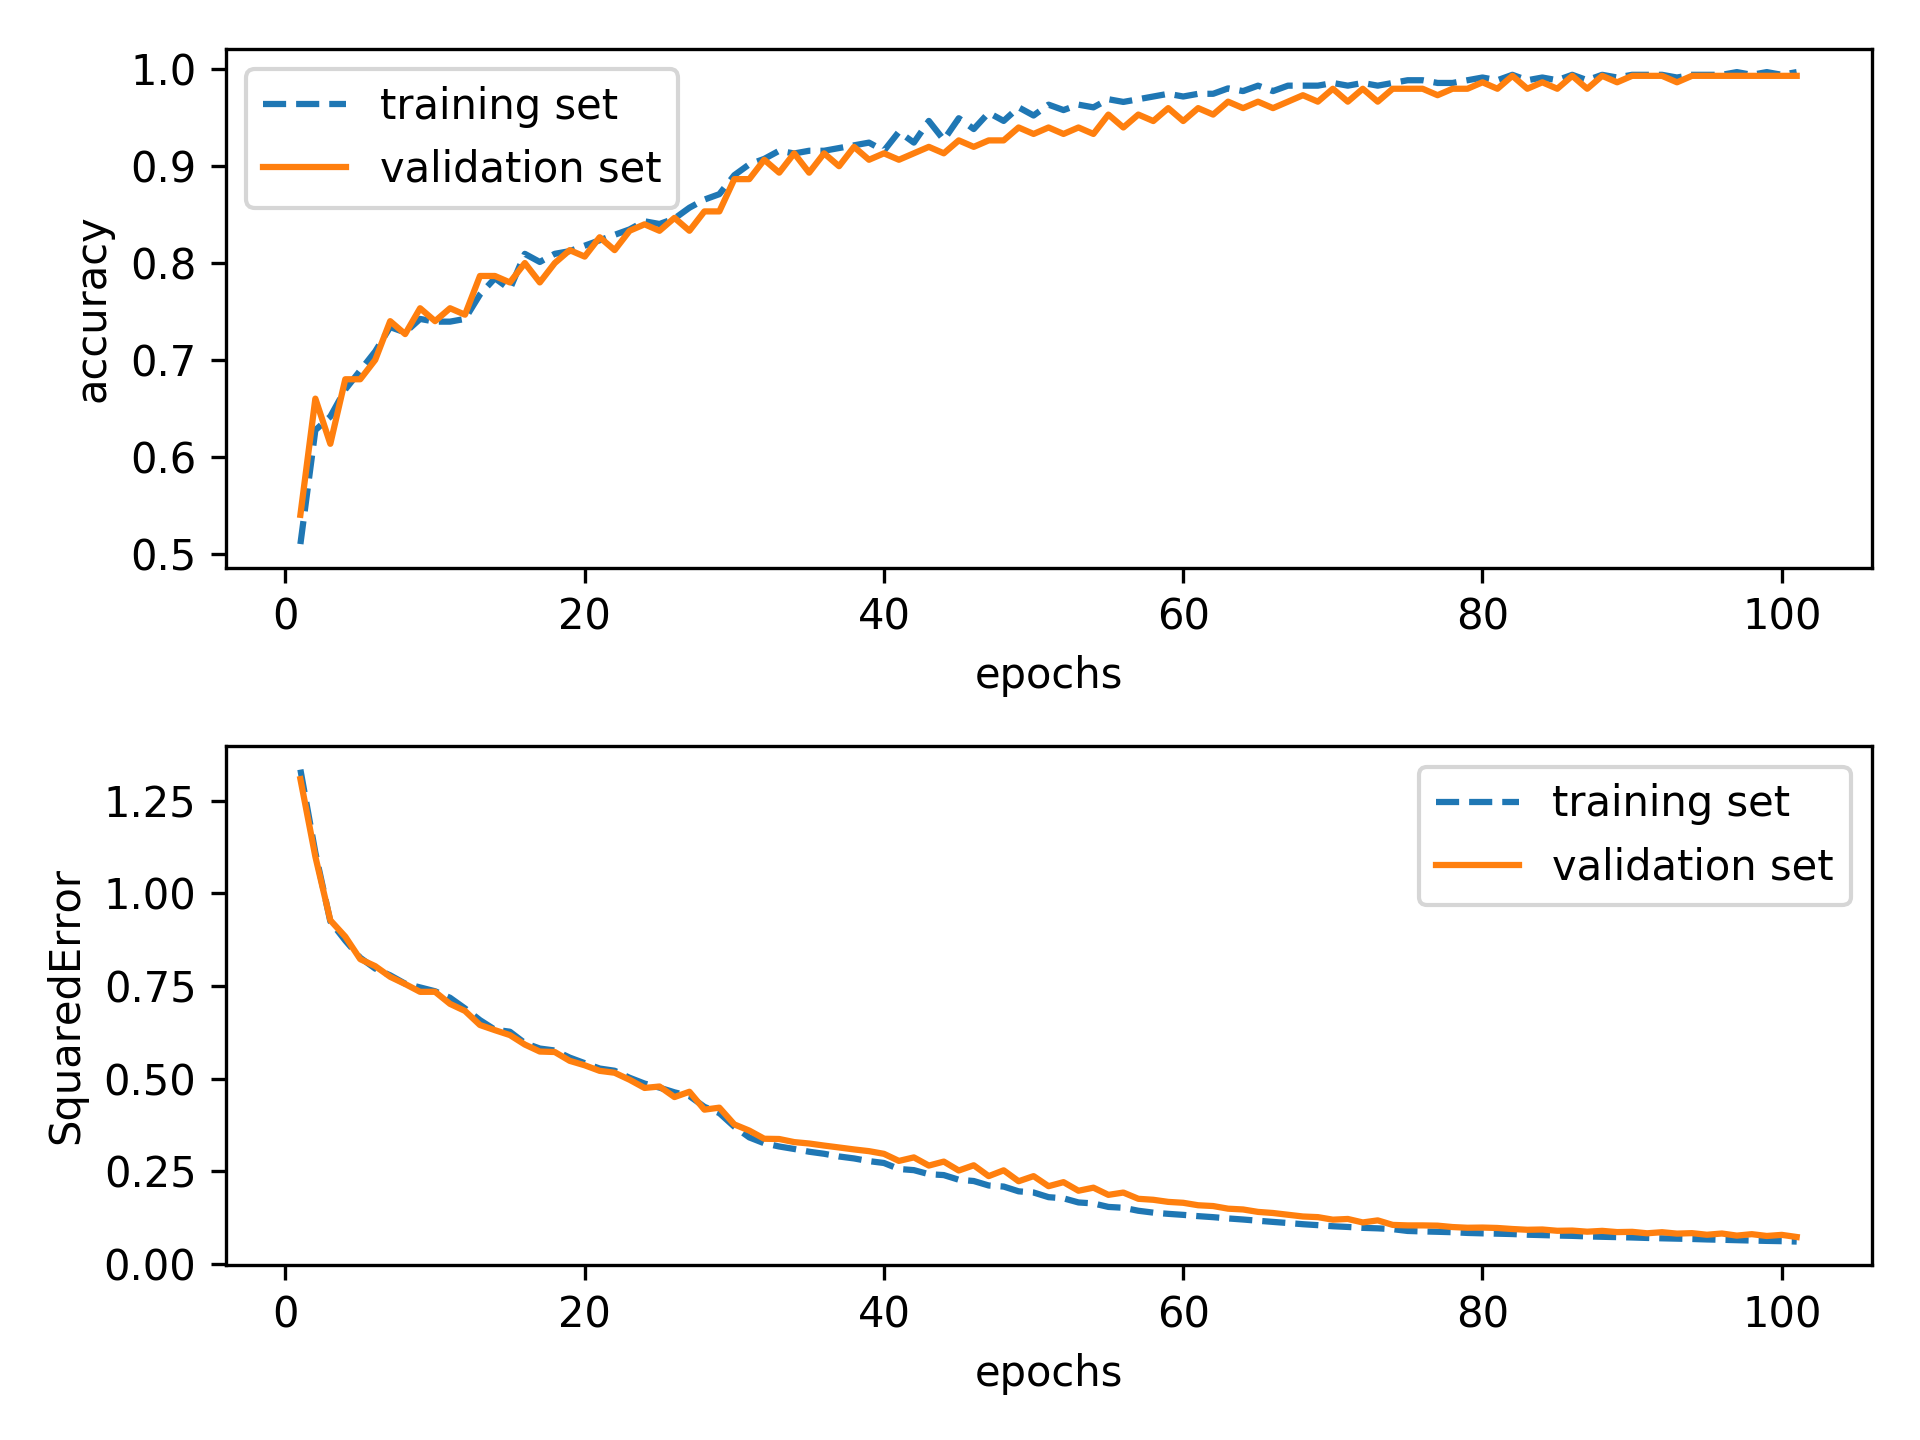 1.0
0.9
0.8
0.7
0.6
0.5
accuracy
training set
validation set
0 20 40 60 80 100
epochs
1.25
1.00
0.75
0.50
0.25
0.00
SquaredError
training set
validation set
0 20 40 60 80 100
epochs